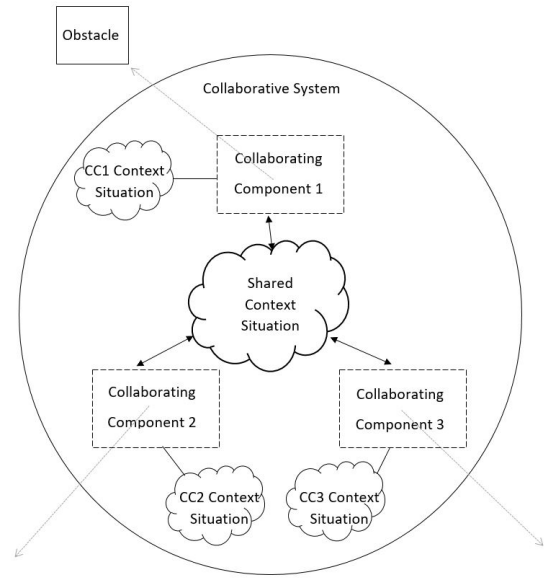 Obstacle
Collaborative System
Collaborating
Component 1
CC1 Context
Situation
Shared
Context
Situation
Collaborating
Component 2
Collaborating
Component 3
CC2 Context
Situation
CC3 Context
Situation